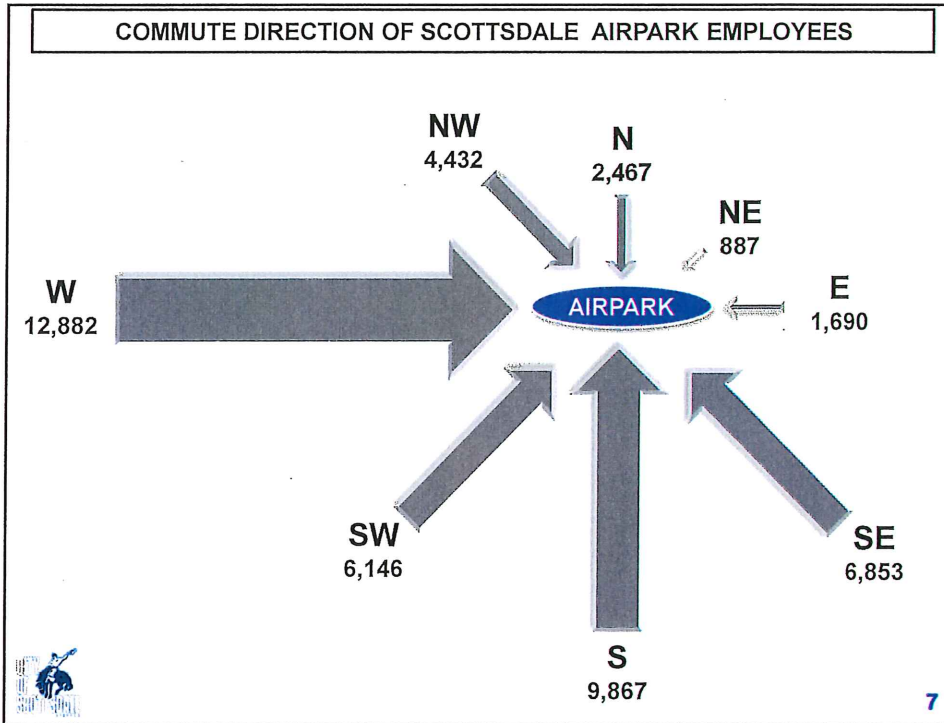 COMMUTE DIRECTION OF SCOTTSDALE AIRPARK EMPLOYEES
NW
4,432
N
2,467
NE
887
W
12,882
AIRPARK
E
1,690
SW
6,146
SE
6,853
S
9,867
7